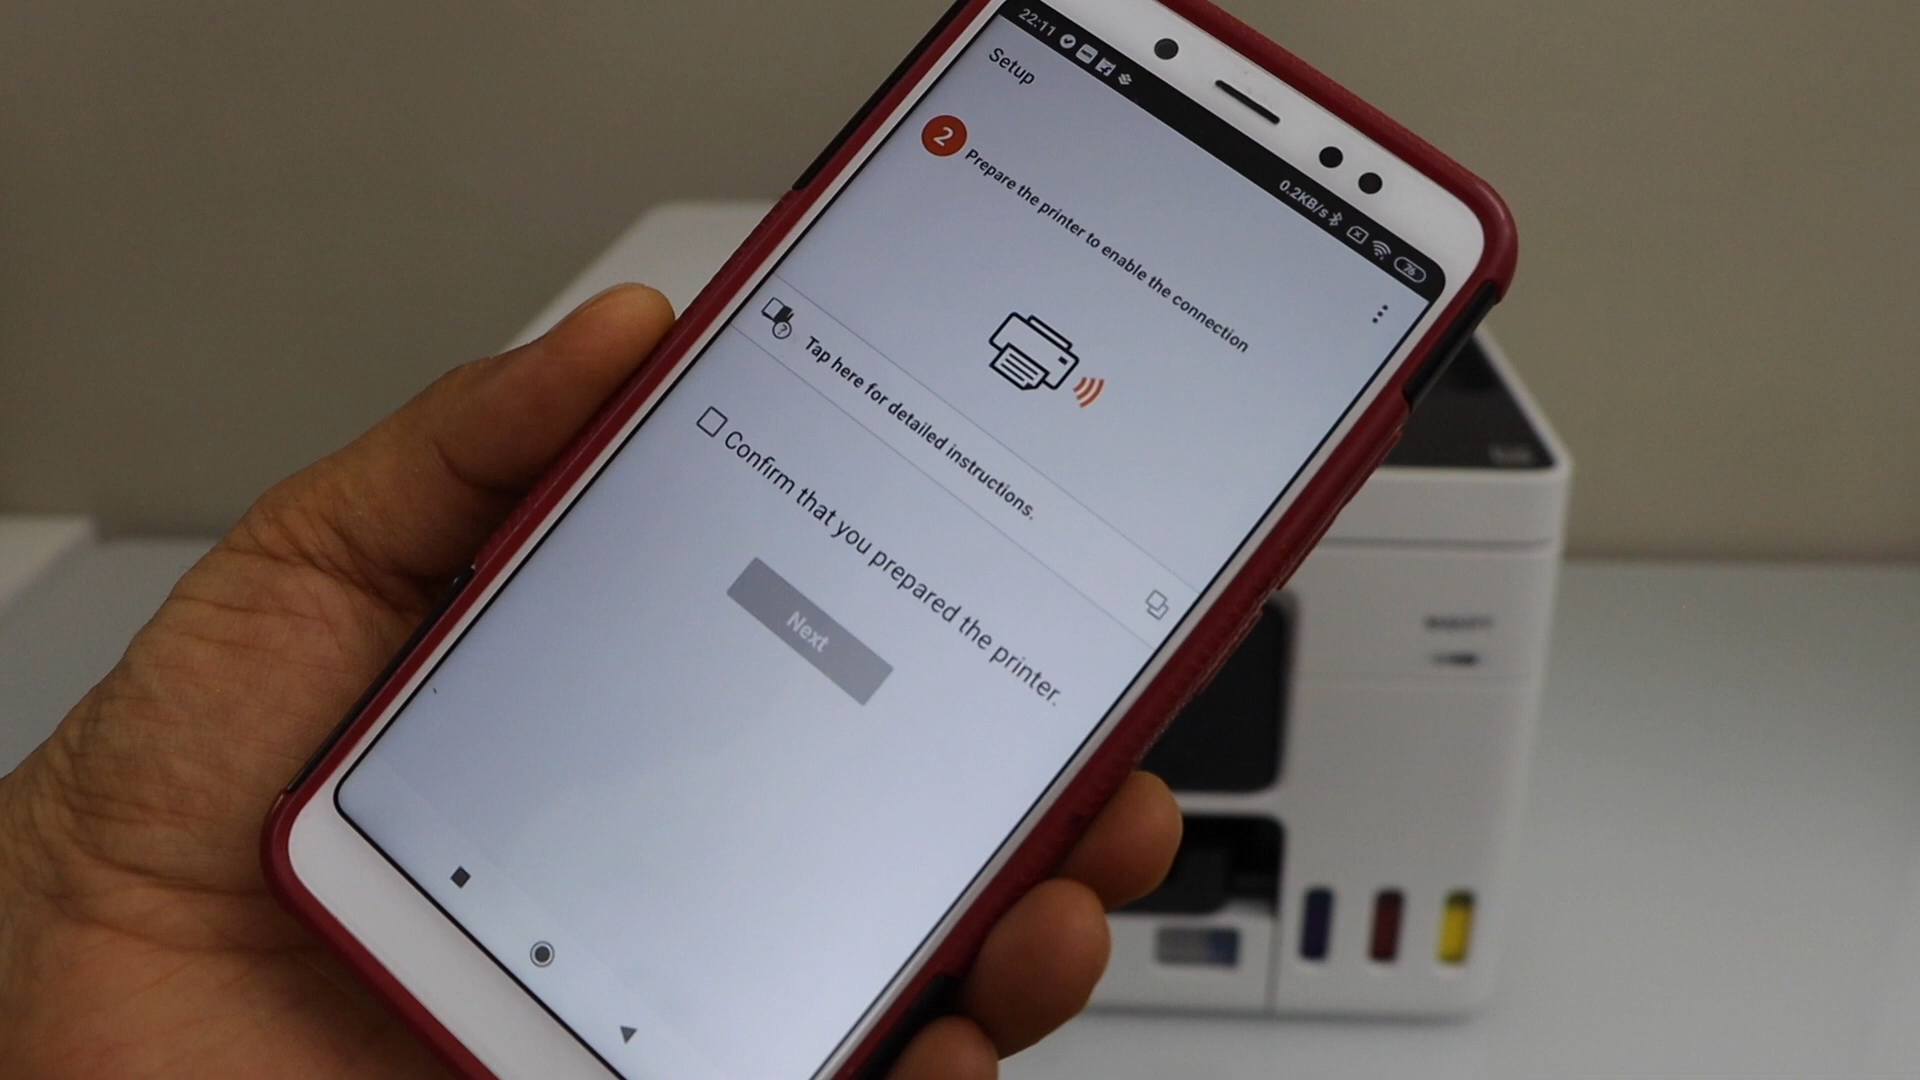 22:11
0.2KB/s
76
Setup
2
Prepare the printer to enable the connection
?
Tap here for detailed instructions.
Confirm that you prepared the printer.
Next